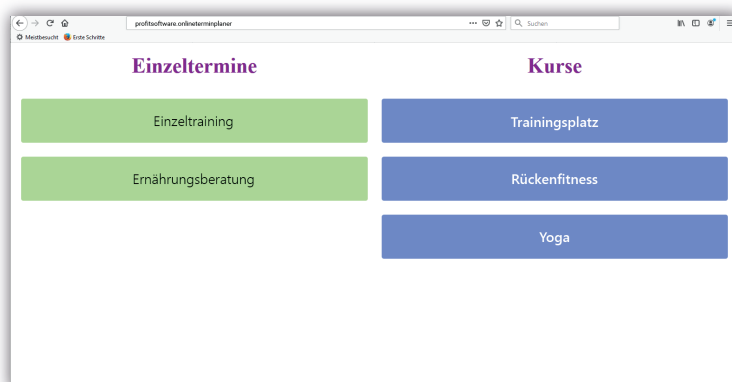 profitsoftware.onlineterminplaner
Suchen
Meistbesucht Erste Schritte
Einzeltermine
Einzeltraining
Ernährungsberatung
Kurse
Trainingsplatz
Rückenfitness
Yoga